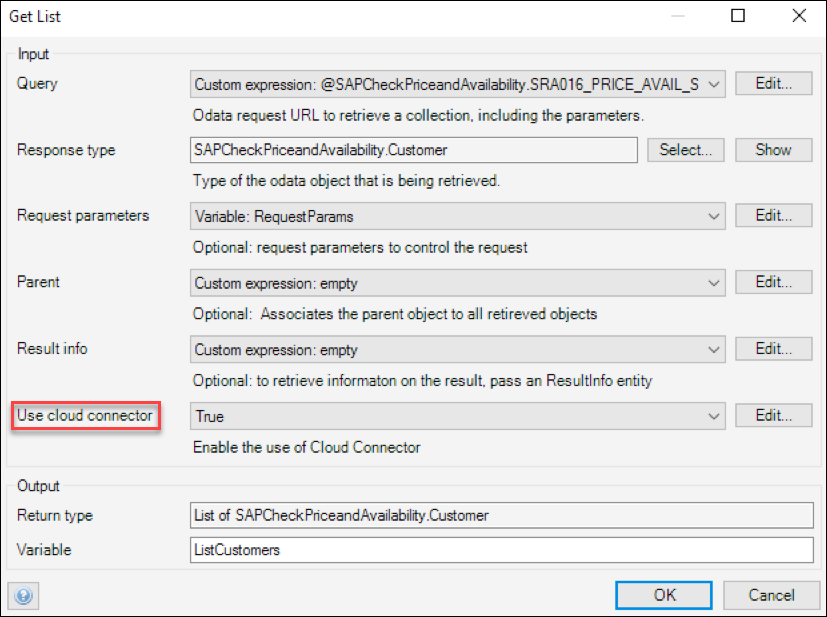 Get List
Input
Query
Custom expression: @SAPCheckPriceandAvailability.SRA016_PRICE_AVAIL_S
Edit...
Odata request URL to retrieve a collection, including the parameters.
Response type
SAPCheckPriceandAvailability.Customer
Select...
Show
Type of the odata object that is being retrieved.
Request parameters
Variable: RequestParams
Edit...
Optional: request parameters to control the request
Parent
Custom expression: empty
Edit...
Optional:  Associates the parent object to all retireved objects
Result info
Custom expression: empty
Edit...
Optional: to retrieve informaton on the result, pass an ResultInfo entity
Use cloud connector
True
Edit...
Enable the use of Cloud Connector
Output
Return type
List of SAPCheckPriceandAvailability.Customer
Variable
ListCustomers
OK
Cancel